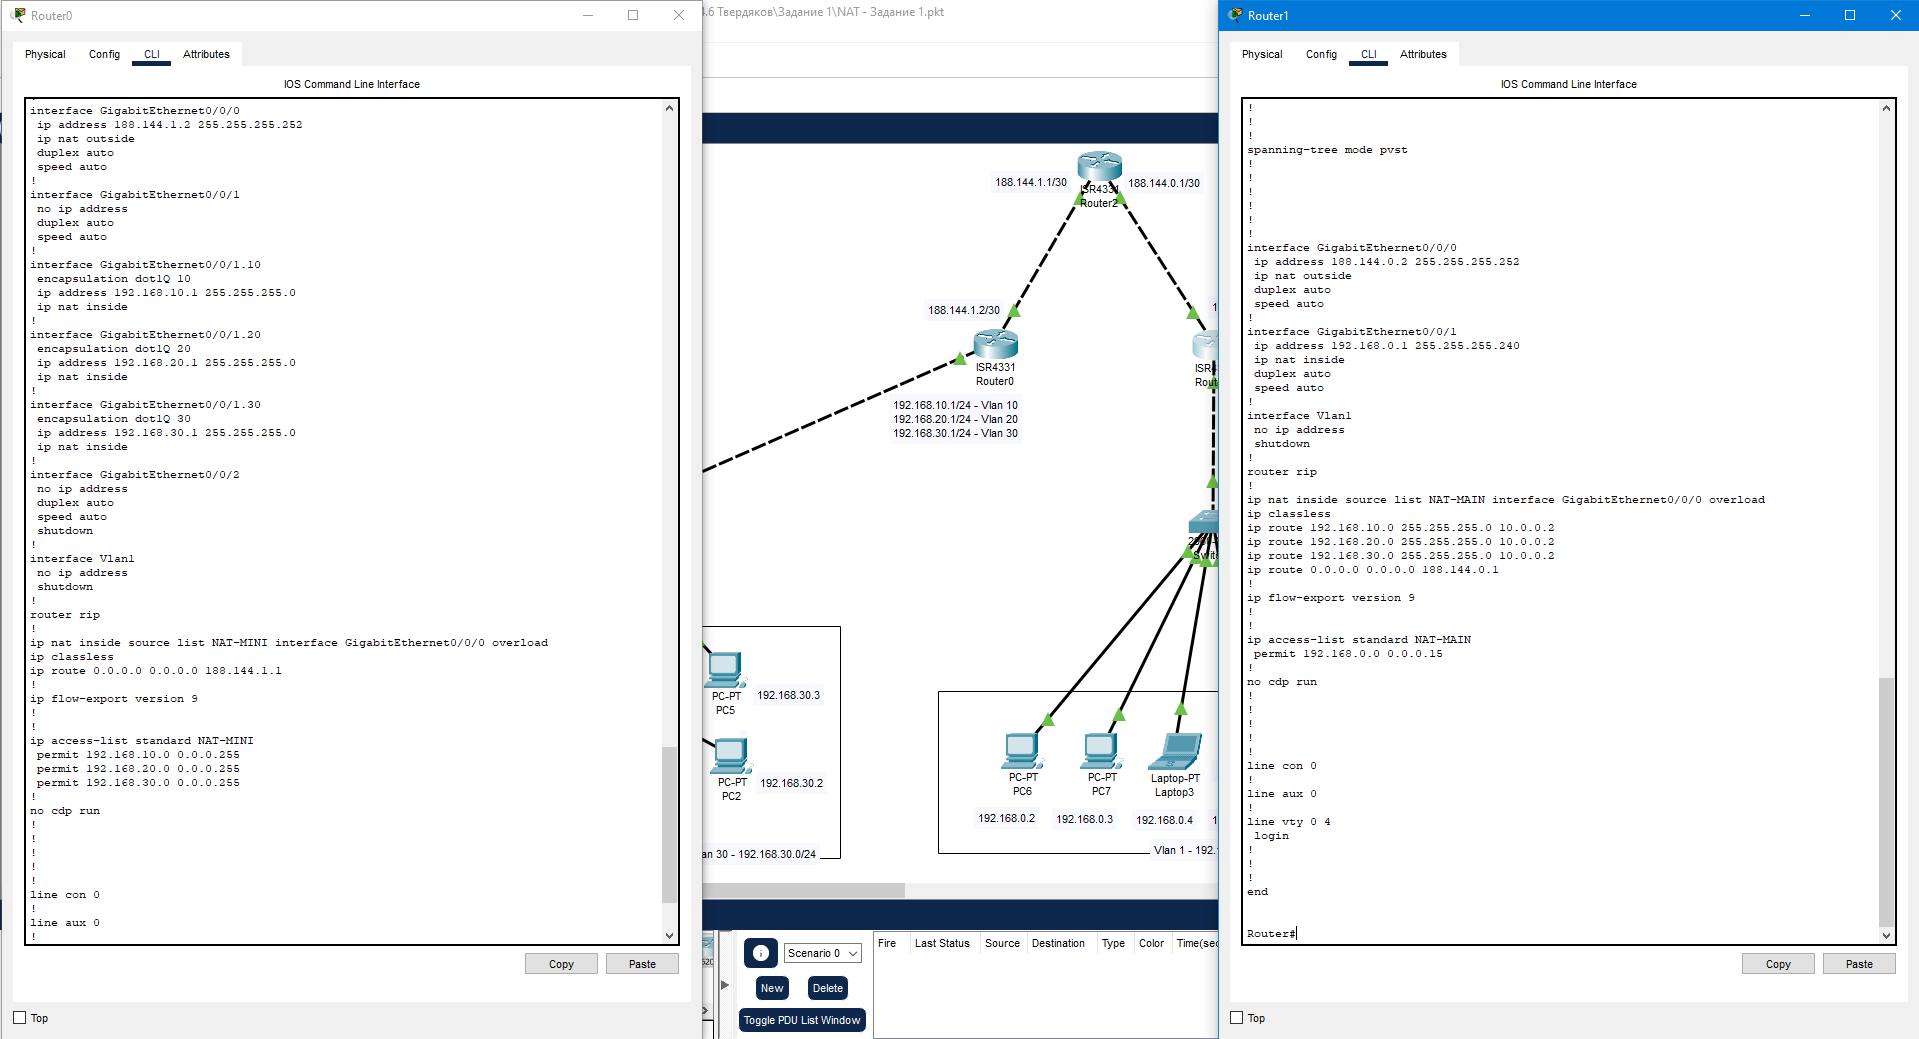 Router0
4.6 Твердяков\Задание 1\NAT - Задание 1.pkt
Router1
Physical Config CLI Attributes
IOS Command Line Interface
interface GigabitEthernet0/0/0
ip address 188.144.1.2 255.255.255.252
ip nat outside
duplex auto
speed auto
!
interface GigabitEthernet0/0/1
no ip address
duplex auto
speed auto
!
interface GigabitEthernet0/0/1.10
encapsulation dot1Q 10
ip address 192.168.10.1 255.255.255.0
ip nat inside
!
interface GigabitEthernet0/0/1.20
encapsulation dot1Q 20
ip address 192.168.20.1 255.255.255.0
ip nat inside
!
interface GigabitEthernet0/0/1.30
encapsulation dot1Q 30
ip address 192.168.30.1 255.255.255.0
ip nat inside
!
interface GigabitEthernet0/0/2
no ip address
duplex auto
speed auto
shutdown
!
interface Vlan1
no ip address
shutdown
!
router rip
!
ip nat inside source list NAT-MINI interface GigabitEthernet0/0/0 overload
ip classless
ip route 0.0.0.0 0.0.0.0 188.144.1.1
!
ip flow-export version 9
!
!
ip access-list standard NAT-MINI
permit 192.168.10.0 0.0.0.255
permit 192.168.20.0 0.0.0.255
permit 192.168.30.0 0.0.0.255
!
no cdp run
!
!
!
!
!
line con 0
!
line aux 0
!
Copy Paste
Top
188.144.1.1/30
188.144.0.1/30
ISR4331
Router2
188.144.1.2/30
ISR4331
Router0
192.168.10.1/24 - Vlan 10
192.168.20.1/24 - Vlan 20
192.168.30.1/24 - Vlan 30
PC-PT
PC5
192.168.30.3
PC-PT
PC2
192.168.30.2
an 30 - 192.168.30.0/24
PC-PT
PC6
192.168.0.2
PC-PT
PC7
192.168.0.3
Laptop-PT
Laptop3
192.168.0.4
Vlan 1 - 192.
Scenario 0
New Delete
Toggle PDU List Window
Fire Last Status Source Destination Type Color Time(sec
Physical Config CLI Attributes
IOS Command Line Interface
!
!
!
spanning-tree mode pvst
!
!
!
!
!
!
interface GigabitEthernet0/0/0
ip address 188.144.0.2 255.255.255.252
ip nat outside
duplex auto
speed auto
!
interface GigabitEthernet0/0/1
ip address 192.168.0.1 255.255.255.240
ip nat inside
duplex auto
speed auto
!
interface Vlan1
no ip address
shutdown
!
router rip
!
ip nat inside source list NAT-MAIN interface GigabitEthernet0/0/0 overload
ip classless
ip route 192.168.10.0 255.255.255.0 10.0.0.2
ip route 192.168.20.0 255.255.255.0 10.0.0.2
ip route 192.168.30.0 255.255.255.0 10.0.0.2
ip route 0.0.0.0 0.0.0.0 188.144.0.1
!
ip flow-export version 9
!
!
ip access-list standard NAT-MAIN
permit 192.168.0.0 0.0.0.15
!
no cdp run
!
!
!
!
!
line con 0
!
line aux 0
!
line vty 0 4
login
!
!
!
end
Router#
Copy Paste
Top